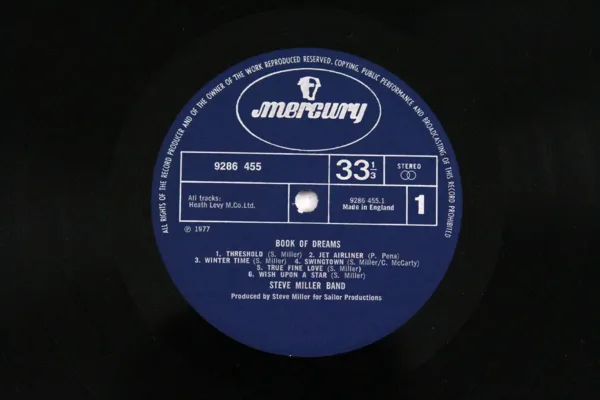 ALL RIGHTS OF THE RECORD PRODUCER AND OF THE OWNER OF THE WORK REPRODUCED RESERVED. COPYING, PUBLIC PERFORMANCE AND BROADCASTING OF THIS RECORD PROHIBITED
mercury
9286 455
33 1/3
STEREO
All tracks:
Heath Levy M.Co.Ltd.
9286 455.1
Made in England
1
℗ 1977
BOOK OF DREAMS
1. THRESHOLD (S. Miller) 2. JET AIRLINER (P. Pena)
3. WINTER TIME (S. Miller) 4. SWINGTOWN (S. Miller/C. McCarty)
5. TRUE FINE LOVE (S. Miller)
6. WISH UPON A STAR (S. Miller)
STEVE MILLER BAND
Produced by Steve Miller for Sailor Productions